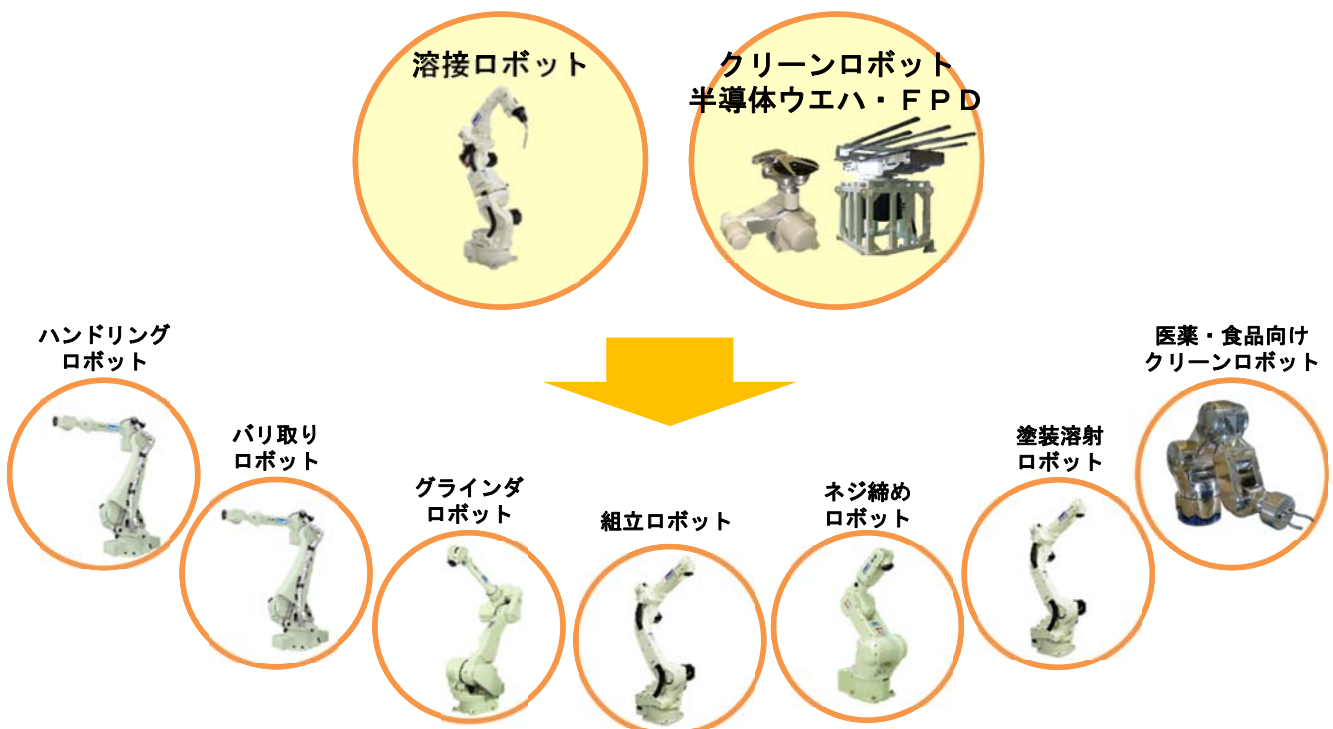 溶接ロボット
クリーンロボット
半導体ウエハ・ＦＰＤ
ハンドリング
ロボット
バリ取り
ロボット
グラインダ
ロボット
組立ロボット
ネジ締め
ロボット
塗装溶射
ロボット
医薬・食品向け
クリーンロボット